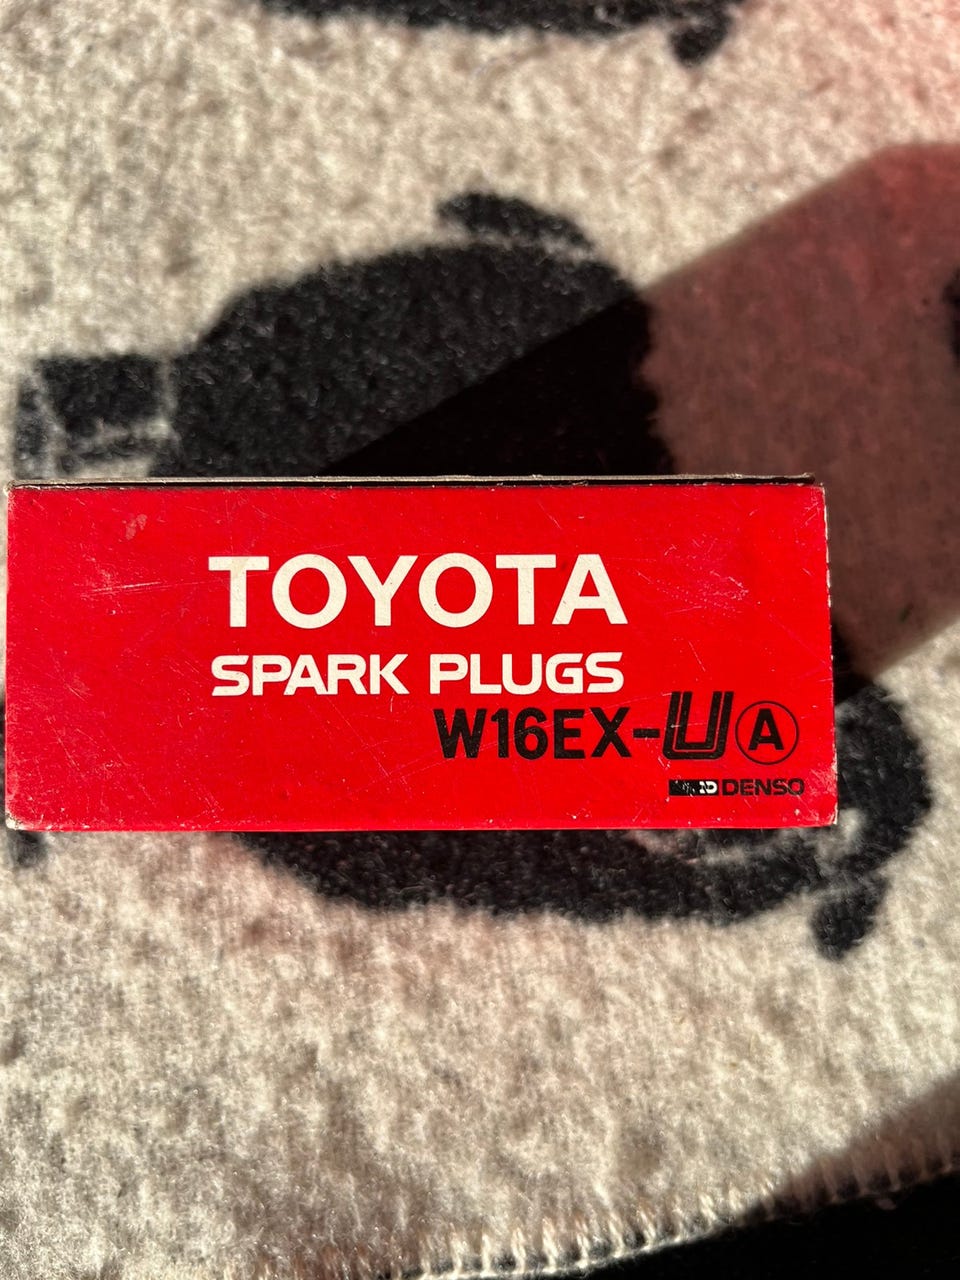 TOYOTA
SPARK PLUGS
W16EX-U Ⓐ
DENSO